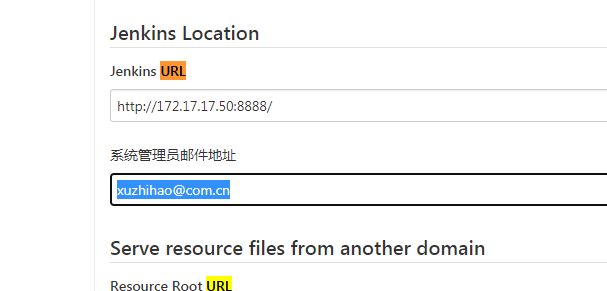 Jenkins Location
Jenkins URL
http://172.17.17.50:8888/
系统管理员邮件地址
xuzhihao@com.cn
Serve resource files from another domain
Resource Root URL